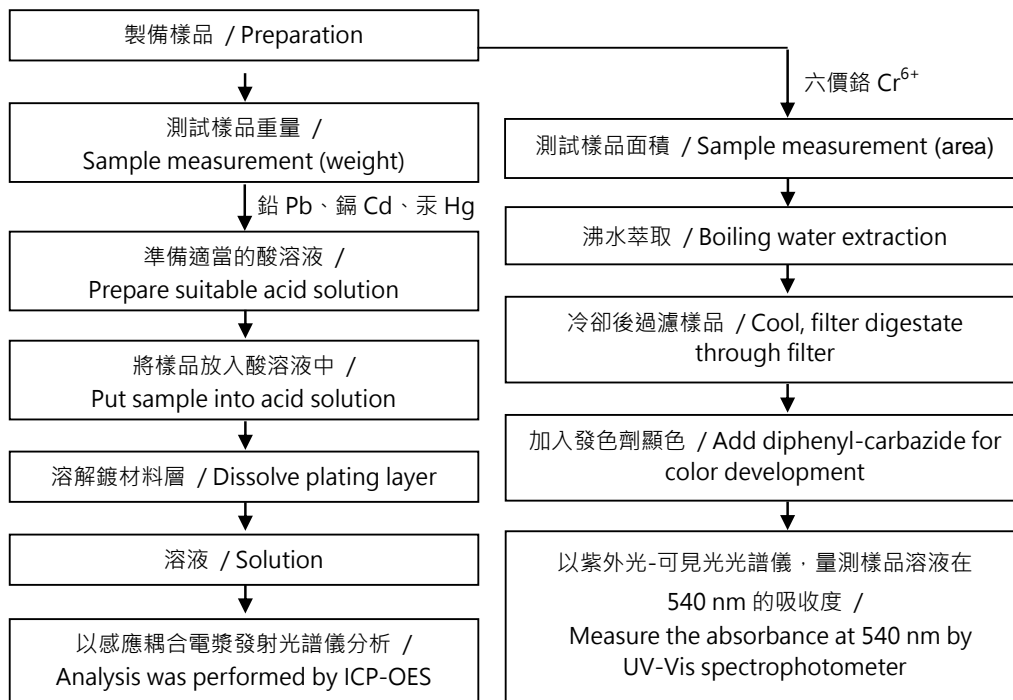 製備樣品 / Preparation
測試樣品重量 /
Sample measurement (weight)
鉛 Pb、鎘 Cd、汞 Hg
準備適當的酸溶液 /
Prepare suitable acid solution
將樣品放入酸溶液中 /
Put sample into acid solution
溶解鍍材料層 / Dissolve plating layer
溶液 / Solution
以感應耦合電漿發射光譜儀分析 /
Analysis was performed by ICP-OES
六價鉻 Cr⁶⁺
測試樣品面積 / Sample measurement (area)
沸水萃取 / Boiling water extraction
冷卻後過濾樣品 / Cool, filter digestate
through filter
加入發色劑顯色 / Add diphenyl-carbazide for
color development
以紫外光-可見光光譜儀，量測樣品溶液在
540 nm 的吸收度 /
Measure the absorbance at 540 nm by
UV-Vis spectrophotometer